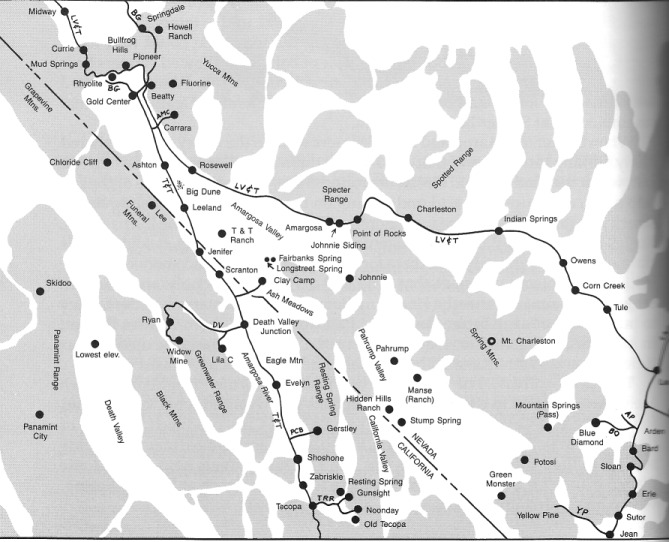 Midway
LV&T
BG
Springdale
Howell
Ranch
Currie
Bullfrog
Hills
Pioneer
Mud Springs
Rhyolite
BG
Fluorine
Yucca Mtns
Gold Center
Beatty
Grapevine
Mtns.
AMC
Carrara
Chloride Cliff
Ashton
Rosewell
T&T
Big Dune
LV&T
Specter
Range
Spotted Range
Charleston
Funeral
Mtns.
Lee
Leeland
Amargosa Valley
Amargosa
Indian Springs
T & T
Ranch
Point of Rocks
LV&T
Johnnie Siding
Jenifer
Fairbanks Spring
Longstreet Spring
Owens
Scranton
Clay Camp
Johnnie
Skidoo
Corn Creek
Ash Meadows
Tule
Ryan
DV
Death Valley
Junction
Panamint Range
Lowest elev.
Widow
Mine
Lila C
Greenwater Range
Eagle Mtn
Amargosa River
Resting Spring
Range
Pahrump Valley
Pahrump
Spring Mtns.
Mt. Charleston
Evelyn
Manse
(Ranch)
Death Valley
Black Mtns.
Hidden Hills
Ranch
Stump Spring
Mountain Springs
(Pass)
Panamint
City
T&T
PCB
Gerstley
California Valley
NEVADA
CALIFORNIA
Blue
Diamond
AP
BO
Arden
Bard
Shoshone
Potosi
Sloan
Zabriskie
Resting Spring
Green
Monster
Gunsight
Erie
TRR
Tecopa
Noonday
Yellow Pine
YP
Sutor
Old Tecopa
Jean